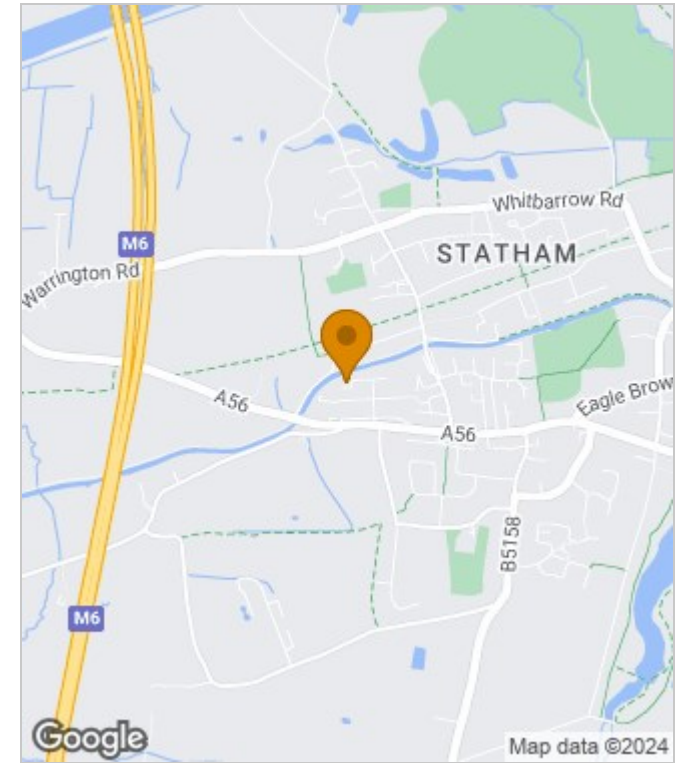 Whitbarrow Rd
M6
STATHAM
Warrington Rd
A56
Eagle Brow
A56
B5158
M6
Google
Map data ©2024